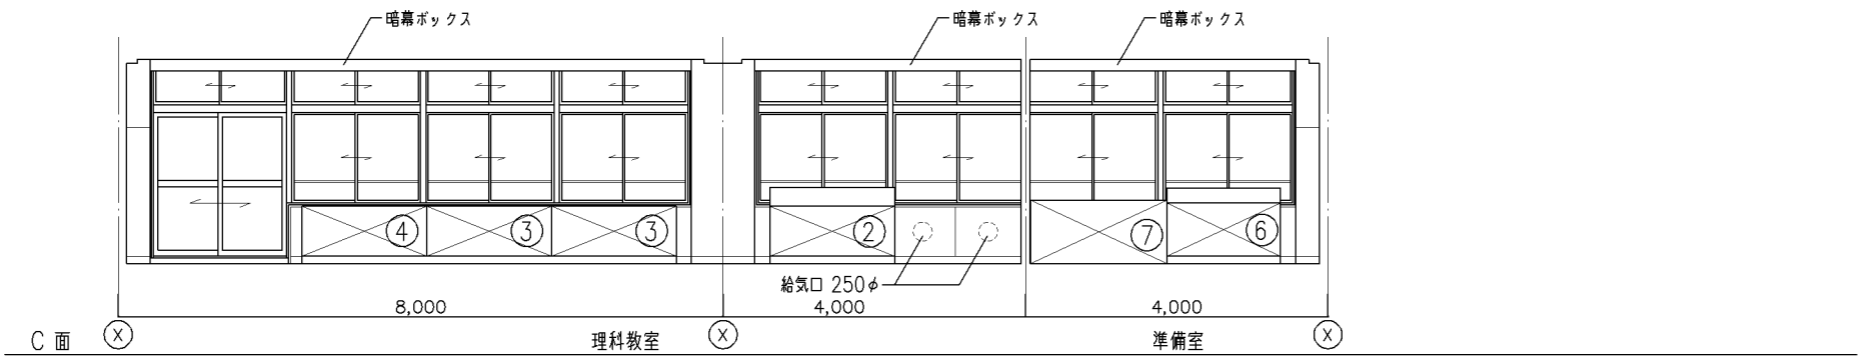 暗幕ボックス
暗幕ボックス
暗幕ボックス
④
③
③
②
⑦
⑥
給気口 250φ
8,000
4,000
4,000
C 面
X
理科教室
X
準備室
X